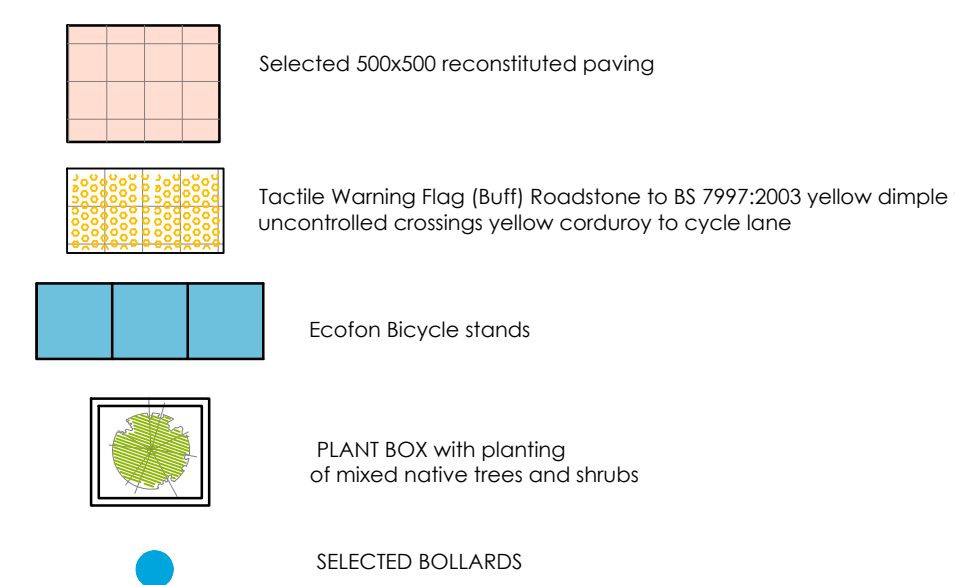 Selected 500x500 reconstituted paving
Tactile Warning Flag (Buff) Roadstone to BS 7997:2003 yellow dimple
uncontrolled crossings yellow corduroy to cycle lane
Ecofon Bicycle stands
PLANT BOX with planting
of mixed native trees and shrubs
SELECTED BOLLARDS